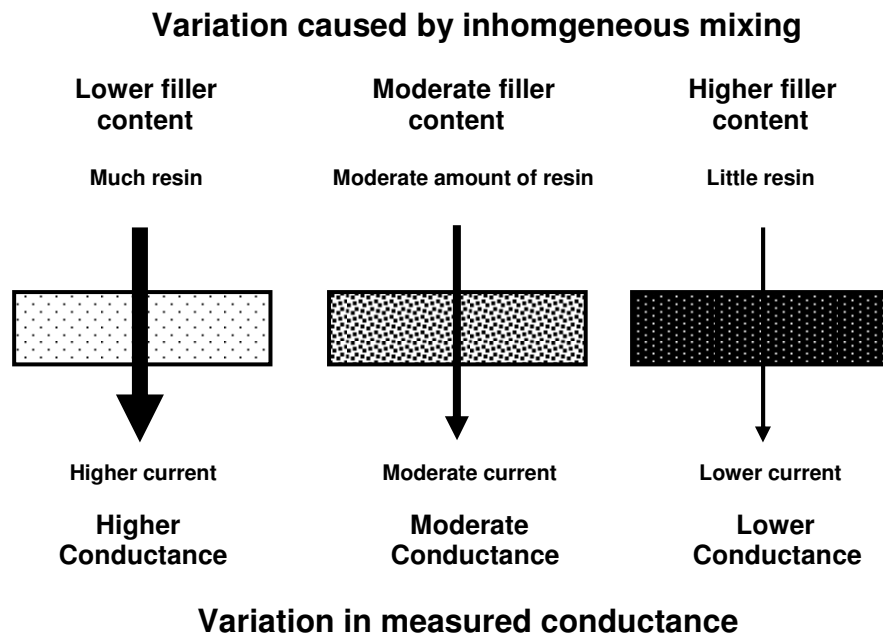 Variation caused by inhomgeneous mixing
Lower filler
content
Moderate filler
content
Higher filler
content
Much resin
Moderate amount of resin
Little resin
Higher current
Moderate current
Lower current
Higher
Conductance
Moderate
Conductance
Lower
Conductance
Variation in measured conductance